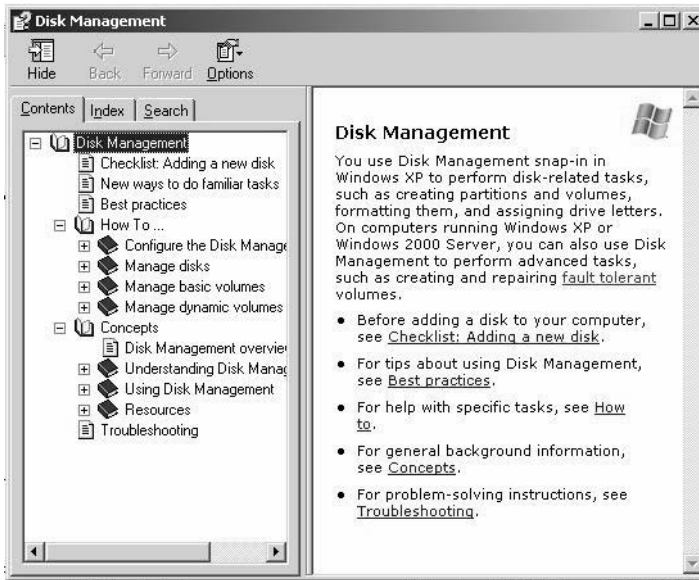 Disk Management
Hide Back Forward Options
Contents Index Search
Disk Management
Checklist: Adding a new disk
New ways to do familiar tasks
Best practices
How To ...
Configure the Disk Manage
Manage disks
Manage basic volumes
Manage dynamic volumes
Concepts
Disk Management overvie
Understanding Disk Manag
Using Disk Management
Resources
Troubleshooting
Disk Management
You use Disk Management snap-in in
Windows XP to perform disk-related tasks,
such as creating partitions and volumes,
formatting them, and assigning drive letters.
On computers running Windows XP or
Windows 2000 Server, you can also use Disk
Management to perform advanced tasks,
such as creating and repairing fault tolerant
volumes.
• Before adding a disk to your computer,
see Checklist: Adding a new disk.
• For tips about using Disk Management,
see Best practices.
• For help with specific tasks, see How
to.
• For general background information,
see Concepts.
• For problem-solving instructions, see
Troubleshooting.